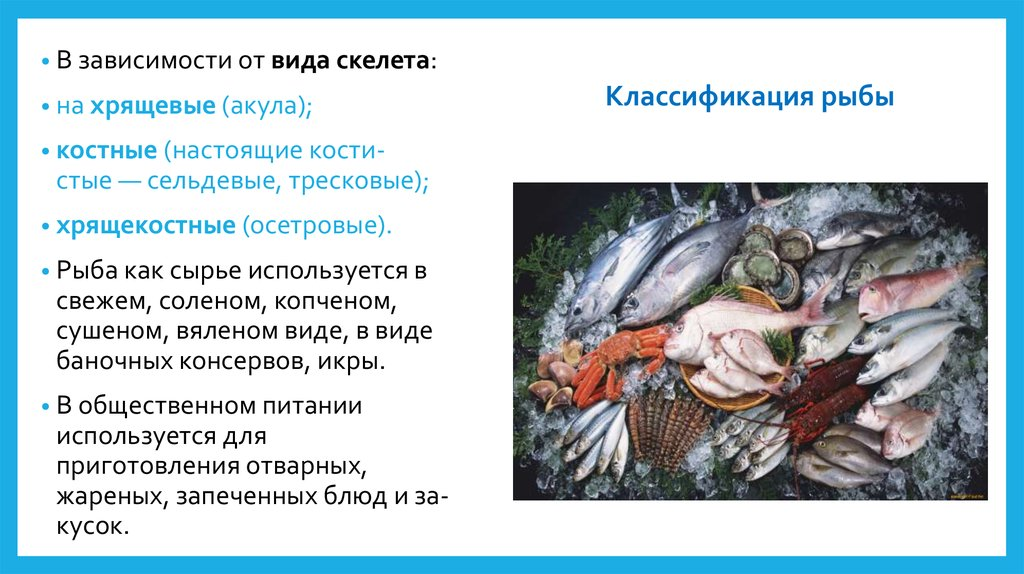 • В зависимости от вида скелета:
• на хрящевые (акула);
• костные (настоящие кости-
стые — сельдевые, тресковые);
• хрящекостные (осетровые).
• Рыба как сырье используется в
свежем, соленом, копченом,
сушеном, вяленом виде, в виде
баночных консервов, икры.
• В общественном питании
используется для
приготовления отварных,
жареных, запеченных блюд и за-
кусок.
Классификация рыбы